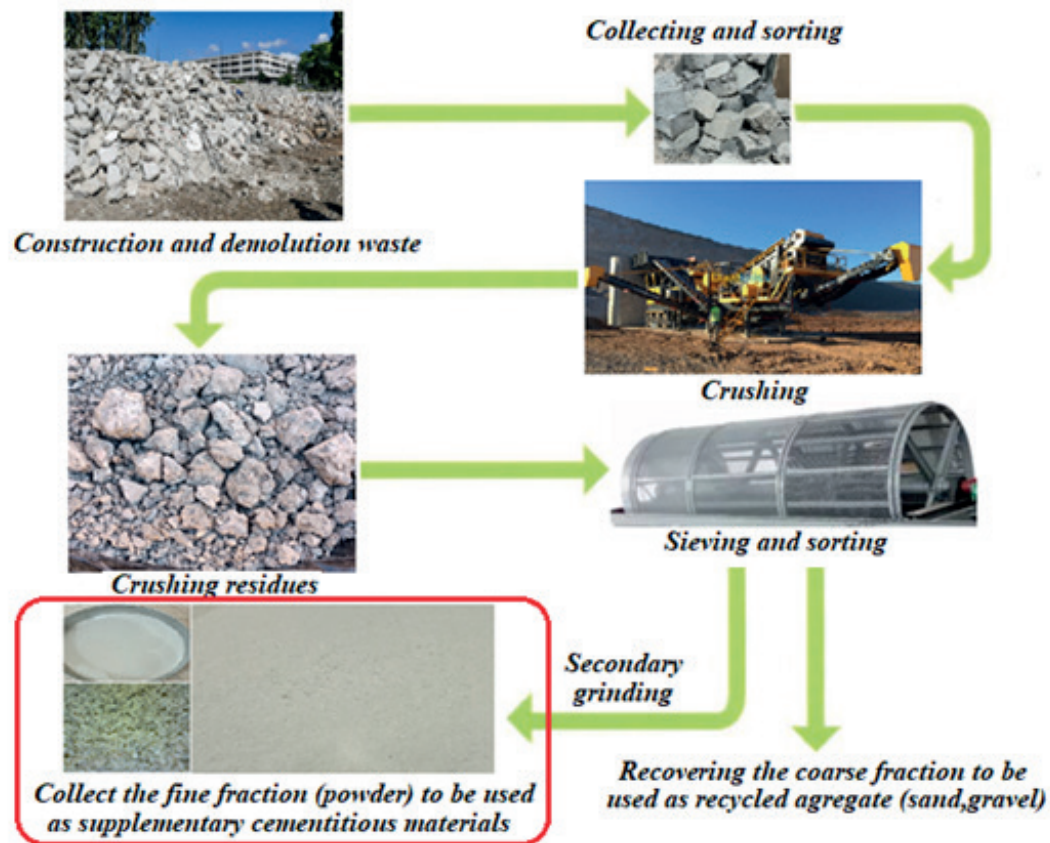 Collecting and sorting
Construction and demolution waste
Crushing
Crushing residues
Sieving and sorting
Secondary
grinding
Collect the fine fraction (powder) to be used
as supplementary cementitious materials
Recovering the coarse fraction to be
used as recycled agregate (sand,gravel)